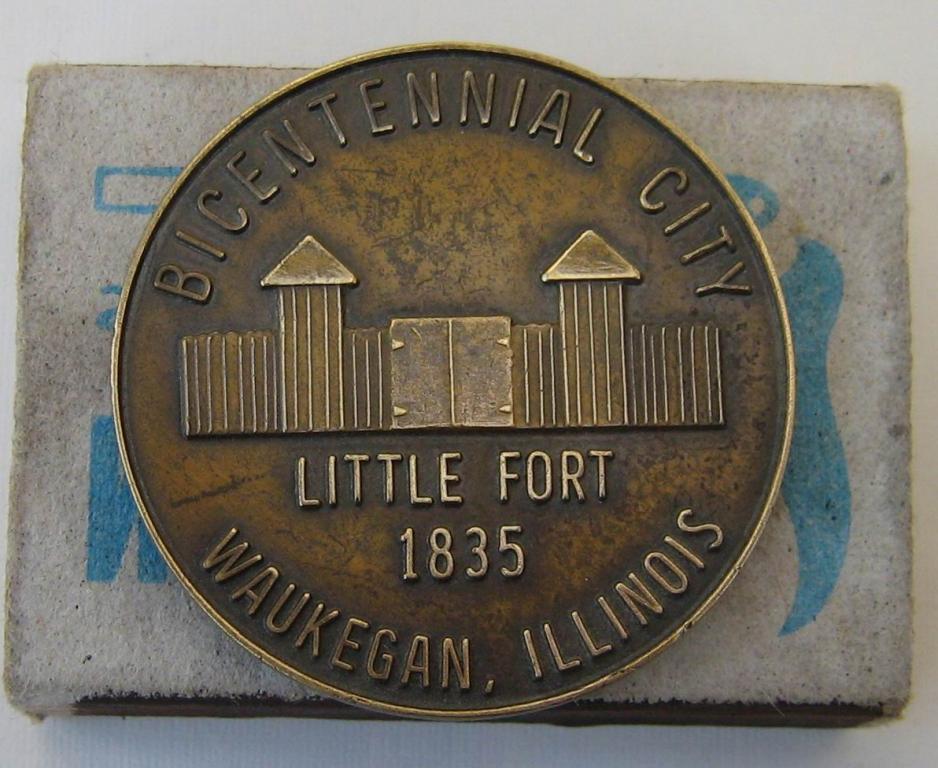 BICENTENNIAL CITY
LITTLE FORT
1835
WAUKEGAN, ILLINOIS